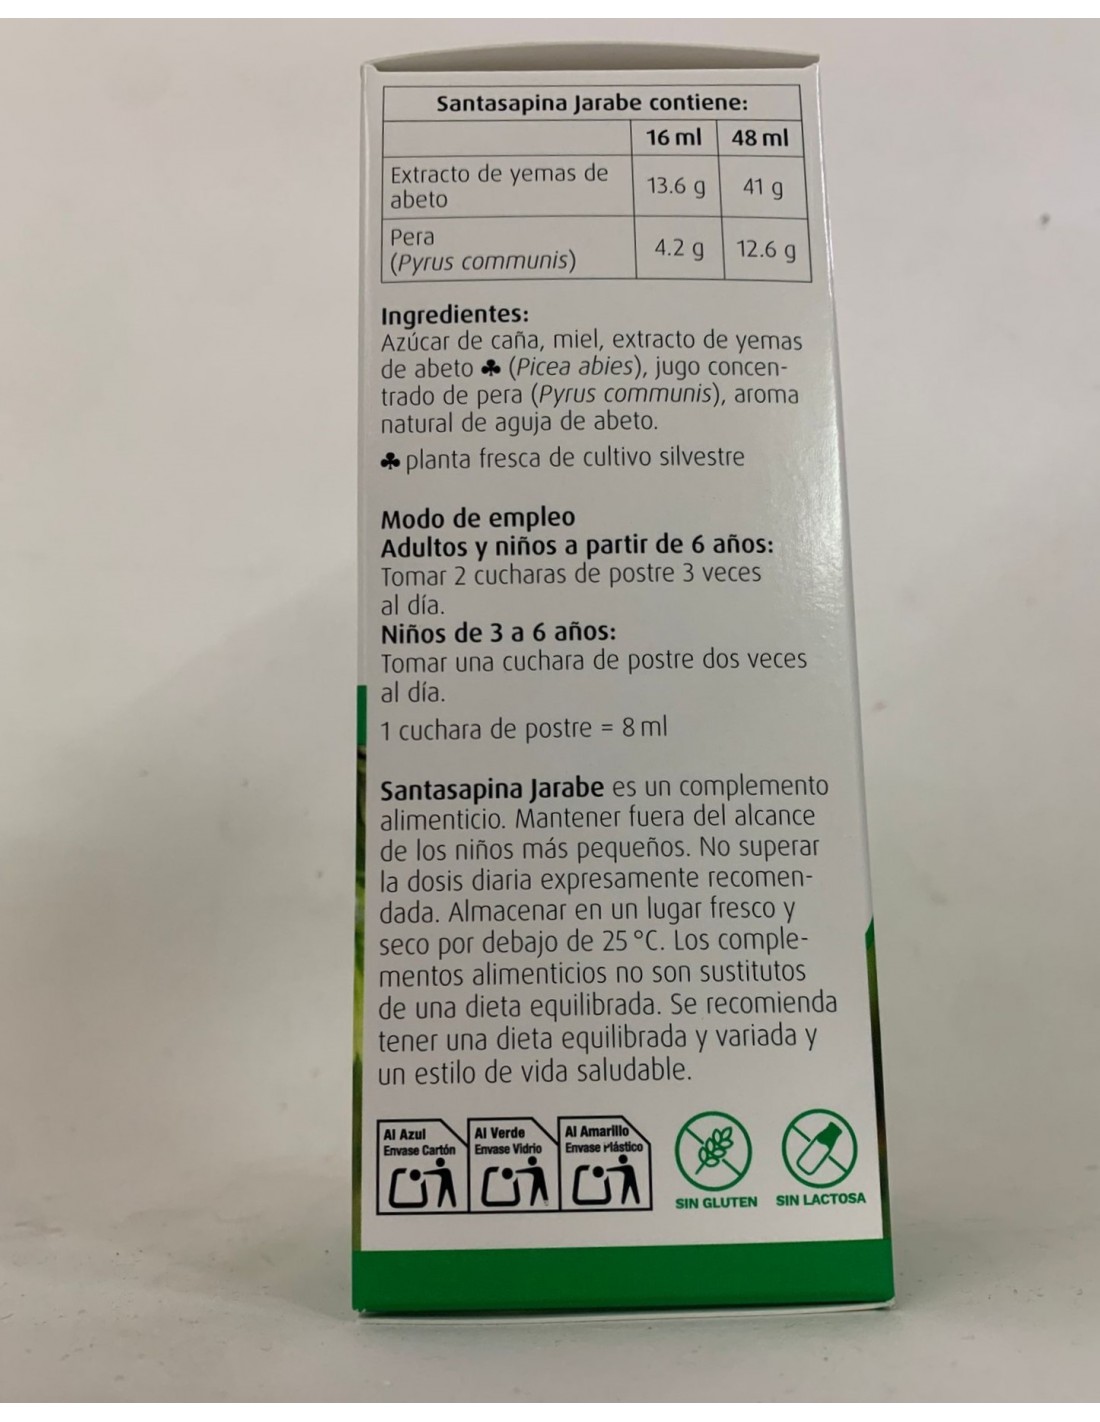 Santasapina Jarabe contiene:
16 ml 48 ml
Extracto de yemas de
abeto 13.6 g 41 g
Pera
(Pyrus communis) 4.2 g 12.6 g
Ingredientes:
Azúcar de caña, miel, extracto de yemas
de abeto ♣ (Picea abies), jugo concen-
trado de pera (Pyrus communis), aroma
natural de aguja de abeto.
♣ planta fresca de cultivo silvestre
Modo de empleo
Adultos y niños a partir de 6 años:
Tomar 2 cucharas de postre 3 veces
al día.
Niños de 3 a 6 años:
Tomar una cuchara de postre dos veces
al día.
1 cuchara de postre = 8 ml
Santasapina Jarabe es un complemento
alimenticio. Mantener fuera del alcance
de los niños más pequeños. No superar
la dosis diaria expresamente recomen-
dada. Almacenar en un lugar fresco y
seco por debajo de 25 °C. Los comple-
mentos alimenticios no son sustitutos
de una dieta equilibrada. Se recomienda
tener una dieta equilibrada y variada y
un estilo de vida saludable.
Al Azul Al Verde Al Amarillo
Envase Cartón Envase Vidrio Envase Plástico
SIN GLUTEN SIN LACTOSA